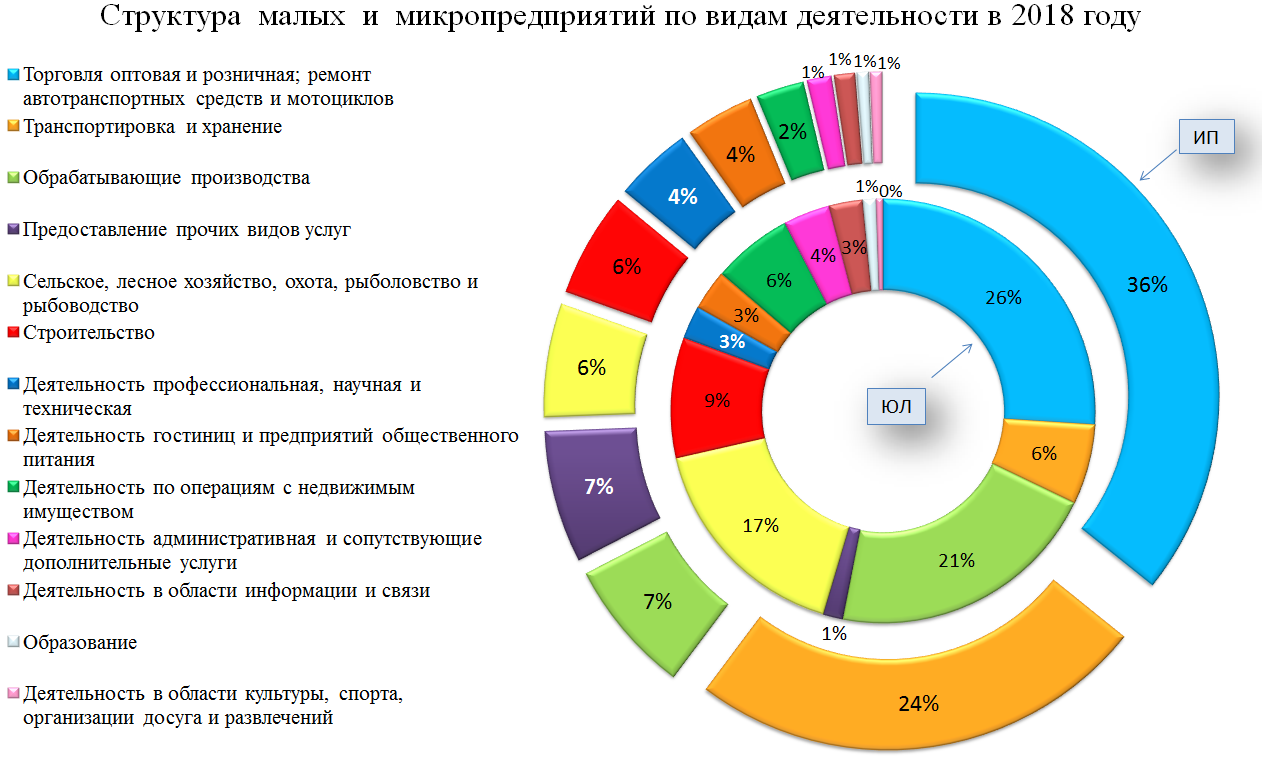 Структура малых и микропредприятий по видам деятельности в 2018 году
Торговля оптовая и розничная; ремонт
автотранспортных средств и мотоциклов
Транспортировка и хранение
Обрабатывающие производства
Предоставление прочих видов услуг
Сельское, лесное хозяйство, охота, рыболовство и
рыбоводство
Строительство
Деятельность профессиональная, научная и
техническая
Деятельность гостиниц и предприятий общественного
питания
Деятельность по операциям с недвижимым
имуществом
Деятельность административная и сопутствующие
дополнительные услуги
Деятельность в области информации и связи
Образование
Деятельность в области культуры, спорта,
организации досуга и развлечений
ИП
36%
24%
7%
7%
6%
6%
4%
4%
2%
1%
1%
1%
1%
ЮЛ
26%
6%
21%
1%
17%
9%
3%
3%
6%
4%
3%
1%
0%